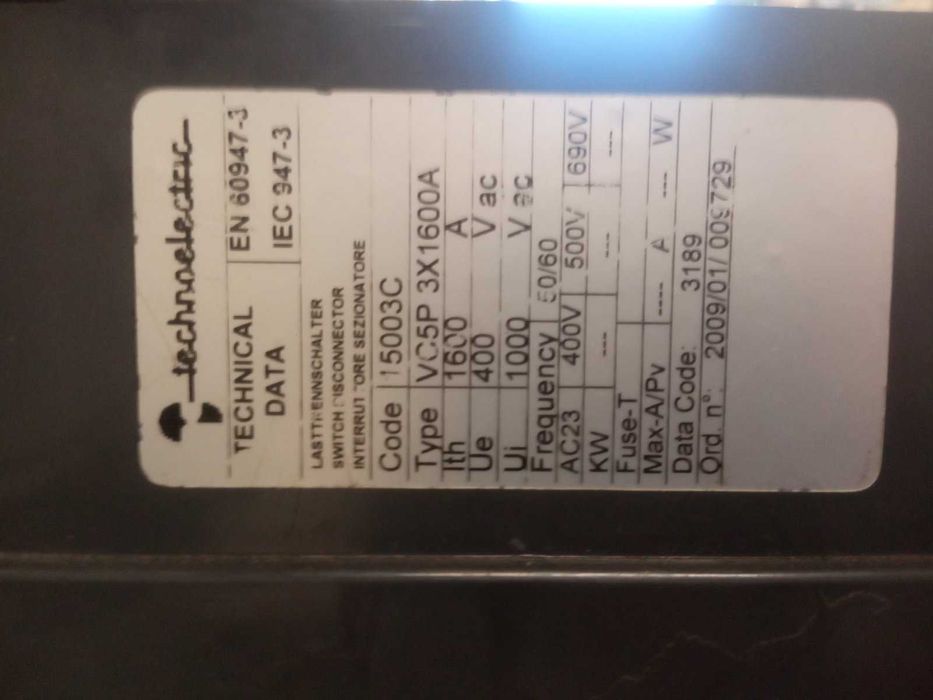 technoelectric
TECHNICAL DATA
EN 60947-3
IEC 947-3
LASTTRENNSCHALTER
SWITCH DISCONNECTOR
INTERRUTTORE SEZIONATORE
Code 15003C
Type VC5P 3X1600A
Ith 1600 A
Ue 400 V ac
Ui 1000 V ac
Frequency 50/60
AC23 400V 500V 690V
KW --- --- ---
Fuse-T
Max-A/Pv ---- A --- W
Data Code: 3189
Ord. n°: 2009/01/009729